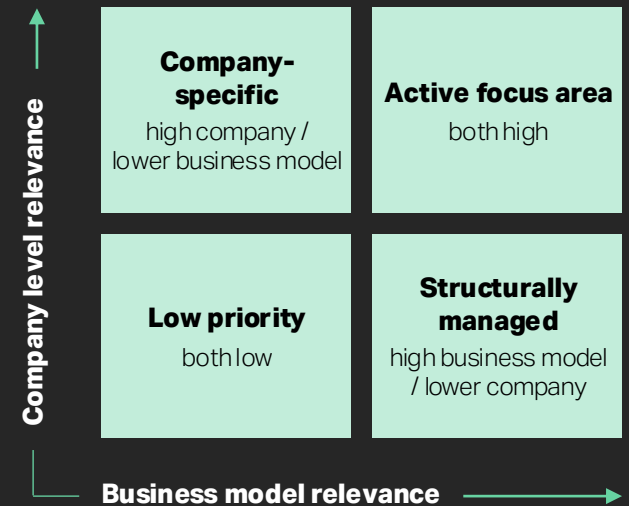 Company-
specific
high company /
lower business model
Active focus area
both high
Low priority
both low
Structurally
managed
high business model
/ lower company
Company level relevance
Business model relevance